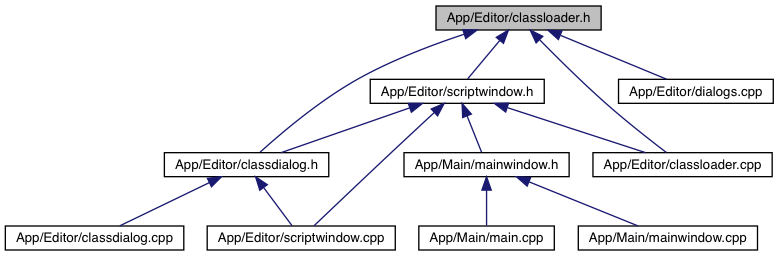 App/Editor/classloader.h
App/Editor/scriptwindow.h
App/Editor/dialogs.cpp
App/Editor/classdialog.h
App/Main/mainwindow.h
App/Editor/classloader.cpp
App/Editor/classdialog.cpp
App/Editor/scriptwindow.cpp
App/Main/main.cpp
App/Main/mainwindow.cpp